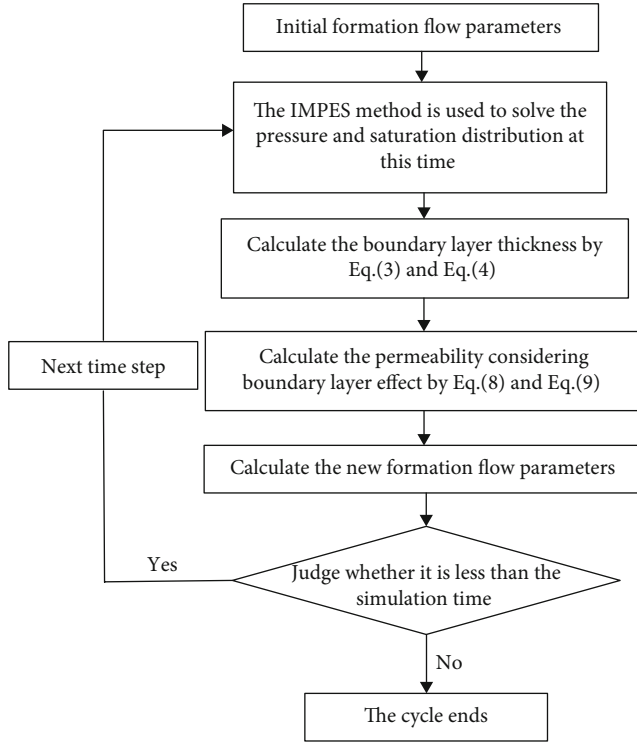 Initial formation flow parameters
The IMPES method is used to solve the
pressure and saturation distribution at
this time
Calculate the boundary layer thickness by
Eq.(3) and Eq.(4)
Calculate the permeability considering
boundary layer effect by Eq.(8) and Eq.(9)
Next time step
Calculate the new formation flow parameters
Yes
Judge whether it is less than the
simulation time
No
The cycle ends